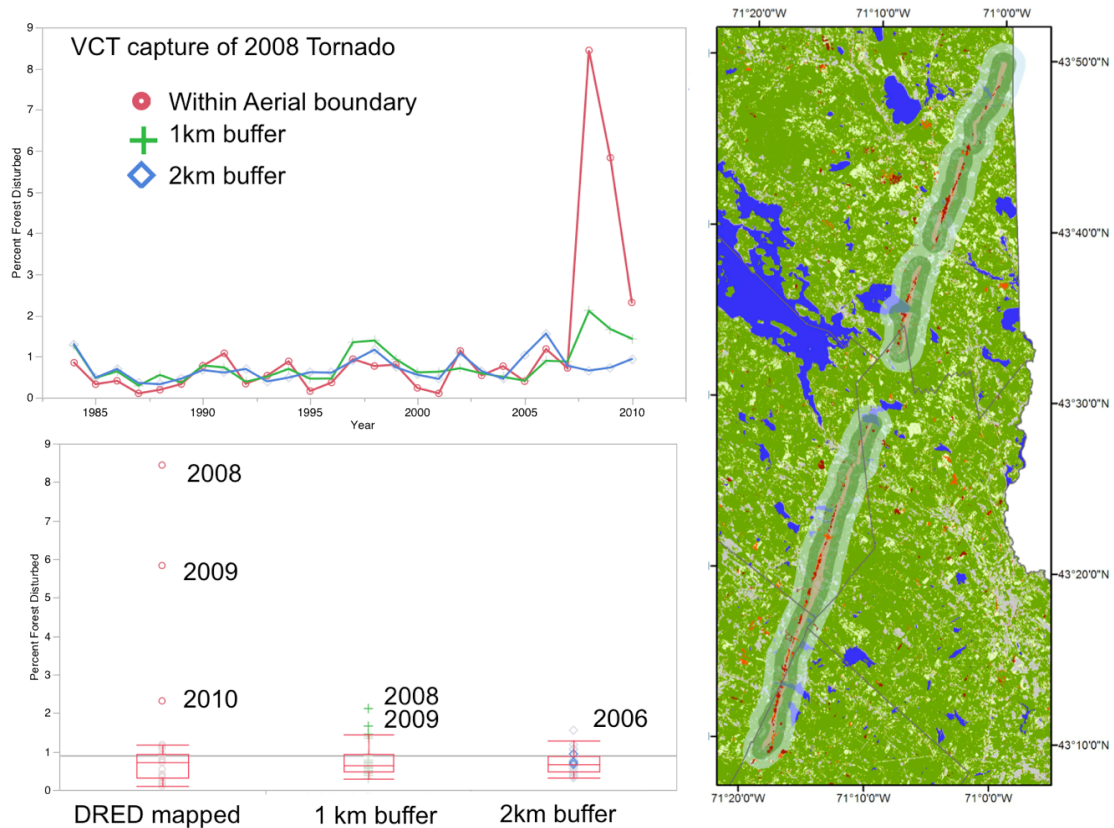 VCT capture of 2008 Tornado
Within Aerial boundary
1km buffer
2km buffer
Percent Forest Disturbed
9
8
7
6
5
4
3
2
1
0
1985 1990 1995 2000 2005 2010
Year
Percent Forest Disturbed
9
8
7
6
5
4
3
2
1
0
2008
2009
2010
2008
2009
2006
DRED mapped 1 km buffer 2km buffer
71°20'0"W 71°10'0"W 71°0'0"W
43°50'0"N
43°40'0"N
43°30'0"N
43°20'0"N
43°10'0"N
71°20'0"W 71°10'0"W 71°0'0"W